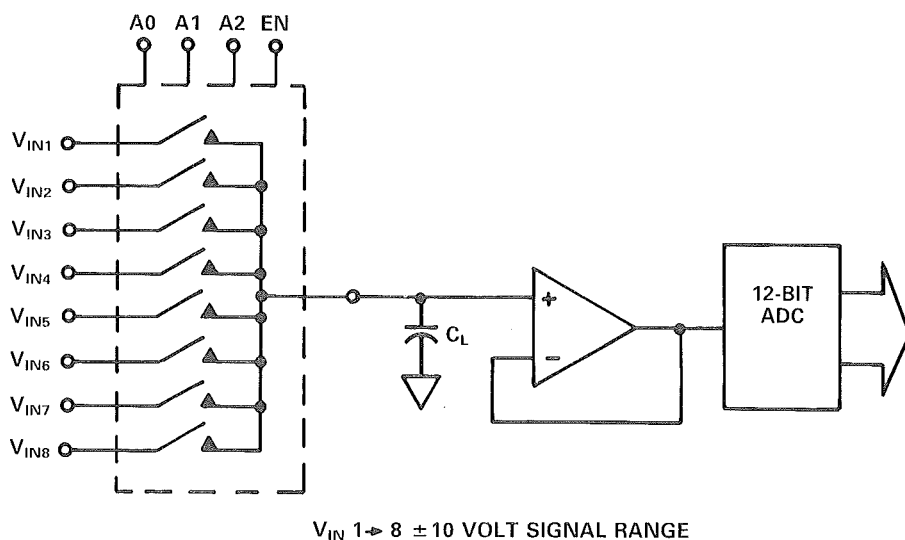 A0 A1 A2 EN
VIN1
VIN2
VIN3
VIN4
VIN5
VIN6
VIN7
VIN8
CL
+
−
12-BIT
ADC
VIN 1→ 8 ±10 VOLT SIGNAL RANGE